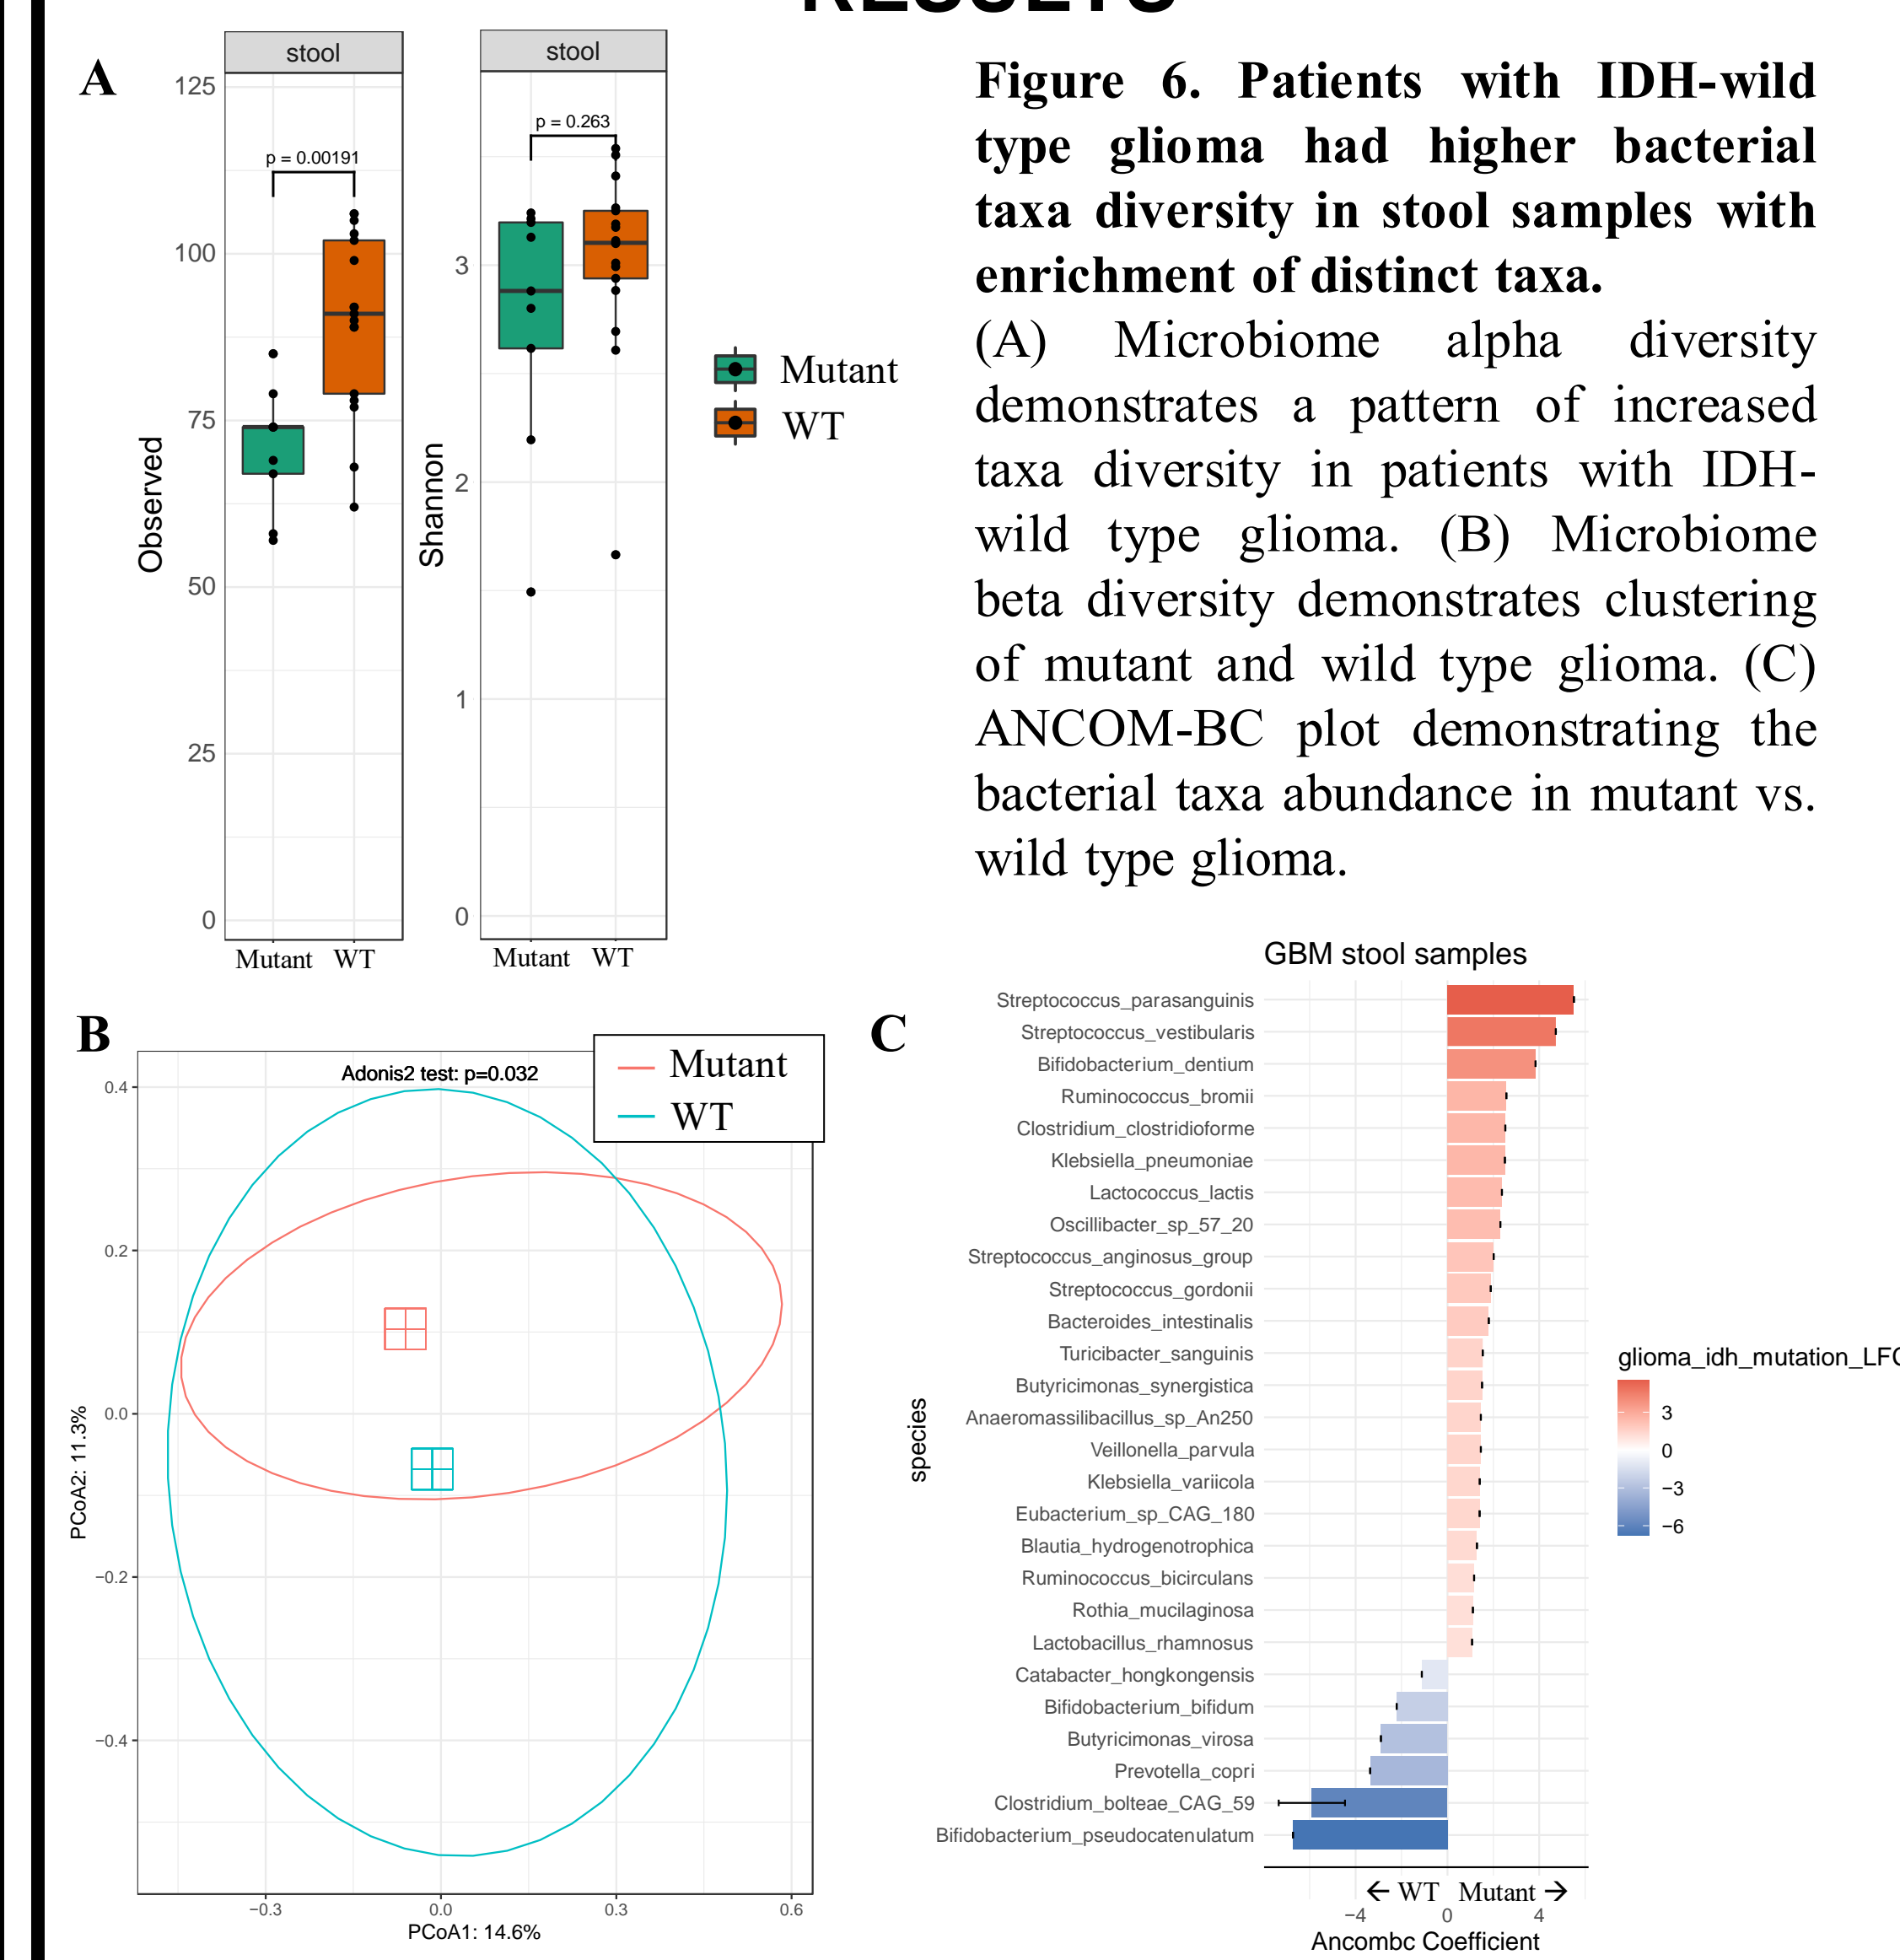 RESULTS
A
stool
125
100
75
50
25
0
Observed
p = 0.00191
Mutant WT
stool
3
2
1
0
Shannon
p = 0.263
Mutant WT
Mutant
WT
Figure 6. Patients with IDH-wild
type glioma had higher bacterial
taxa diversity in stool samples with
enrichment of distinct taxa.
(A) Microbiome alpha diversity
demonstrates a pattern of increased
taxa diversity in patients with IDH-
wild type glioma. (B) Microbiome
beta diversity demonstrates clustering
of mutant and wild type glioma. (C)
ANCOM-BC plot demonstrating the
bacterial taxa abundance in mutant vs.
wild type glioma.
B
Adonis2 test: p=0.032
Mutant
WT
0.4
0.2
0.0
−0.2
−0.4
PCoA2: 11.3%
−0.3 0.0 0.3 0.6
PCoA1: 14.6%
C
GBM stool samples
species
Streptococcus_parasanguinis
Streptococcus_vestibularis
Bifidobacterium_dentium
Ruminococcus_bromii
Clostridium_clostridioforme
Klebsiella_pneumoniae
Lactococcus_lactis
Oscillibacter_sp_57_20
Streptococcus_anginosus_group
Streptococcus_gordonii
Bacteroides_intestinalis
Turicibacter_sanguinis
Butyricimonas_synergistica
Anaeromassilibacillus_sp_An250
Veillonella_parvula
Klebsiella_variicola
Eubacterium_sp_CAG_180
Blautia_hydrogenotrophica
Ruminococcus_bicirculans
Rothia_mucilaginosa
Lactobacillus_rhamnosus
Catabacter_hongkongensis
Bifidobacterium_bifidum
Butyricimonas_virosa
Prevotella_copri
Clostridium_bolteae_CAG_59
Bifidobacterium_pseudocatenulatum
← WT Mutant →
−4 0 4
Ancombc Coefficient
glioma_idh_mutation_LFC
3
0
−3
−6